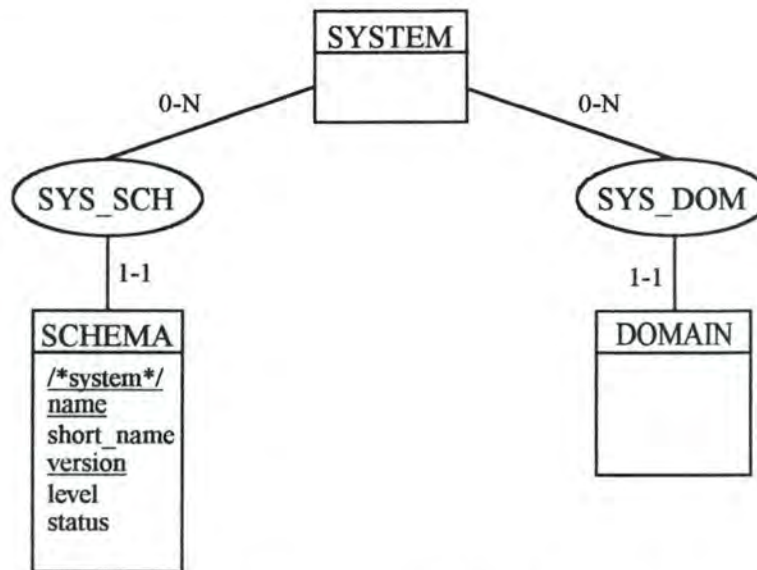 SYSTEM
0-N
0-N
SYS_SCH
SYS_DOM
1-1
1-1
SCHEMA
/*system*/
name
short_name
version
level
status
DOMAIN